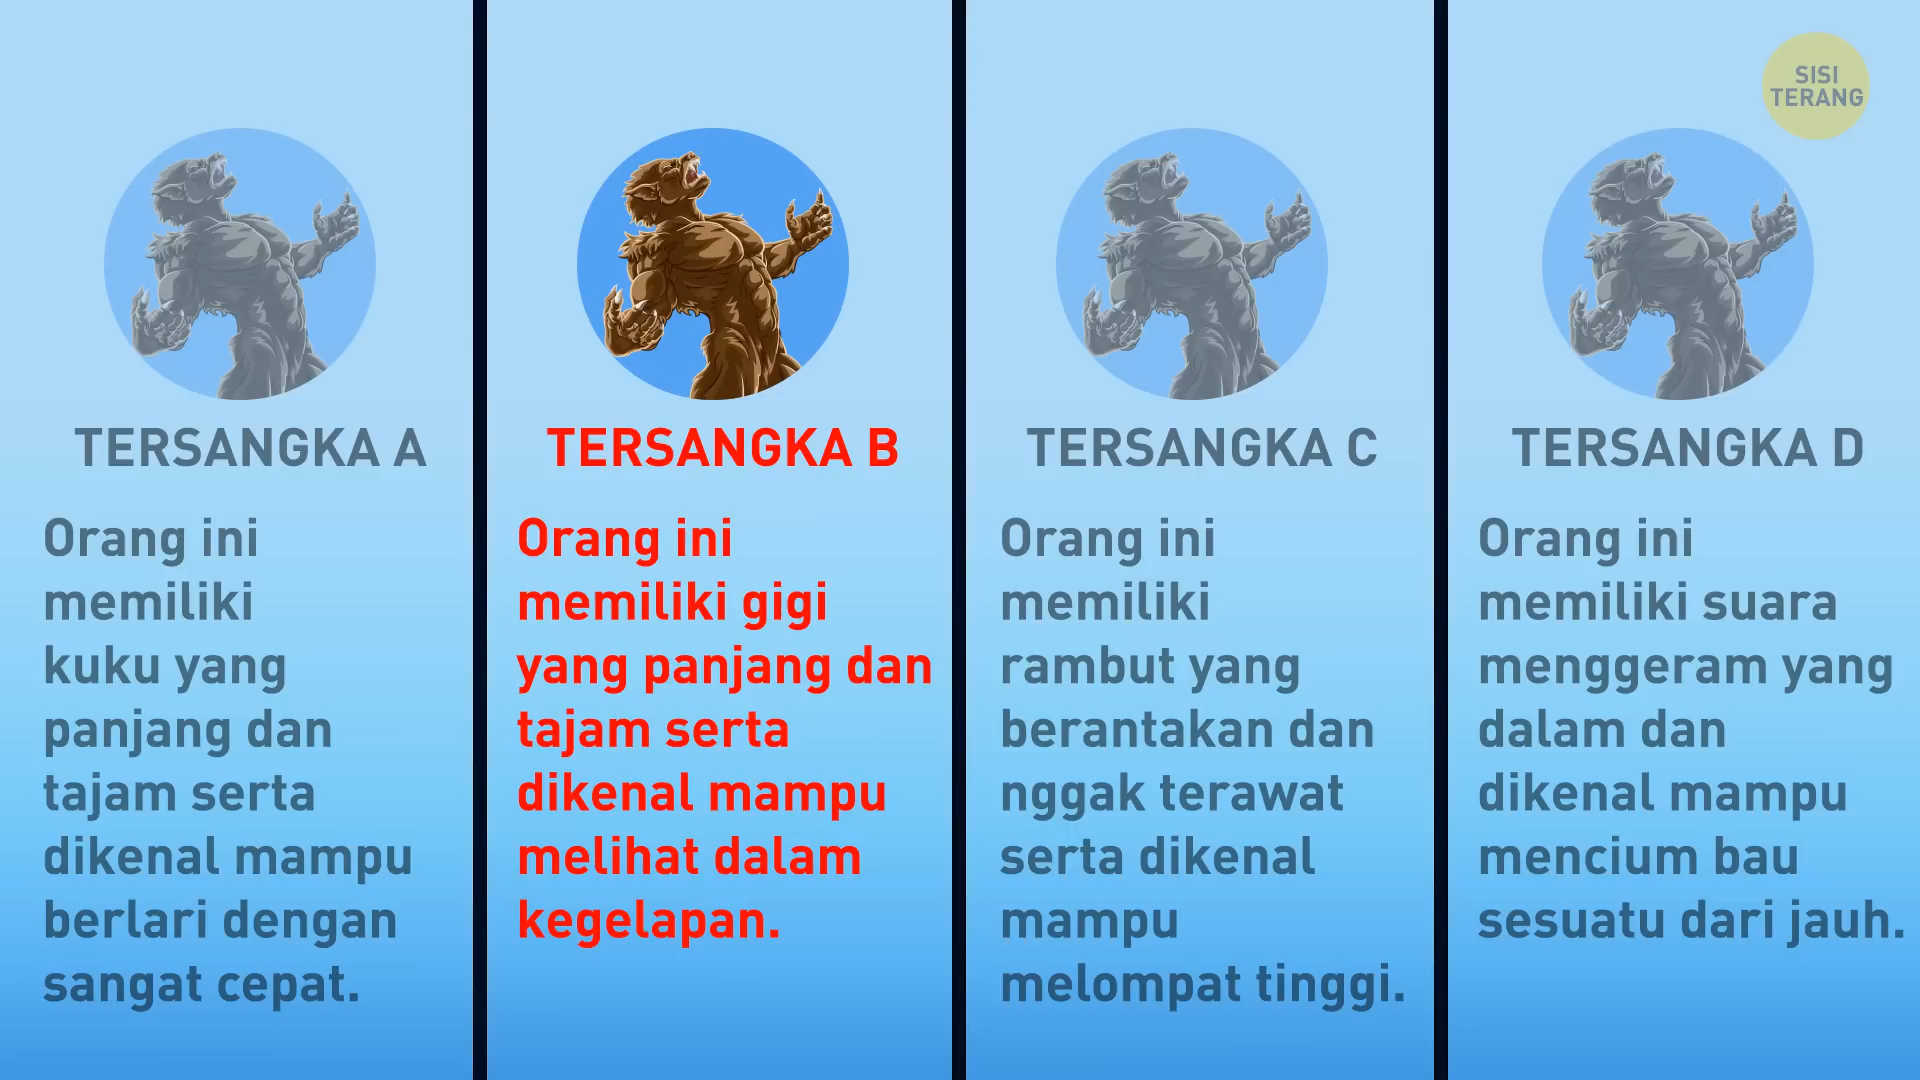 SISI
TERANG
TERSANGKA A
Orang ini
memiliki
kuku yang
panjang dan
tajam serta
dikenal mampu
berlari dengan
sangat cepat.
TERSANGKA B
Orang ini
memiliki gigi
yang panjang dan
tajam serta
dikenal mampu
melihat dalam
kegelapan.
TERSANGKA C
Orang ini
memiliki
rambut yang
berantakan dan
nggak terawat
serta dikenal
mampu
melompat tinggi.
TERSANGKA D
Orang ini
memiliki suara
menggeram yang
dalam dan
dikenal mampu
mencium bau
sesuatu dari jauh.